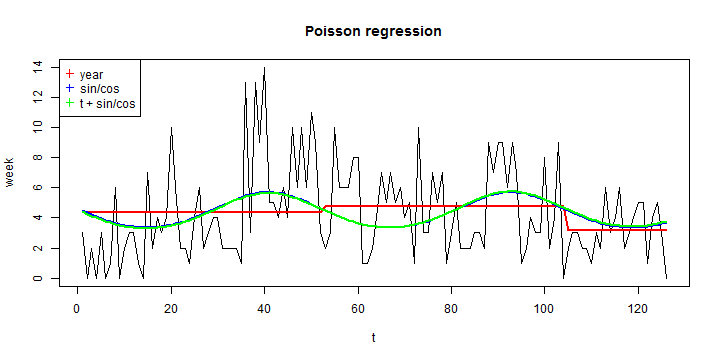 Poisson regression
+ year
+ sin/cos
+ t + sin/cos
week
14
12
10
8
6
4
2
0
0 20 40 60 80 100 120
t